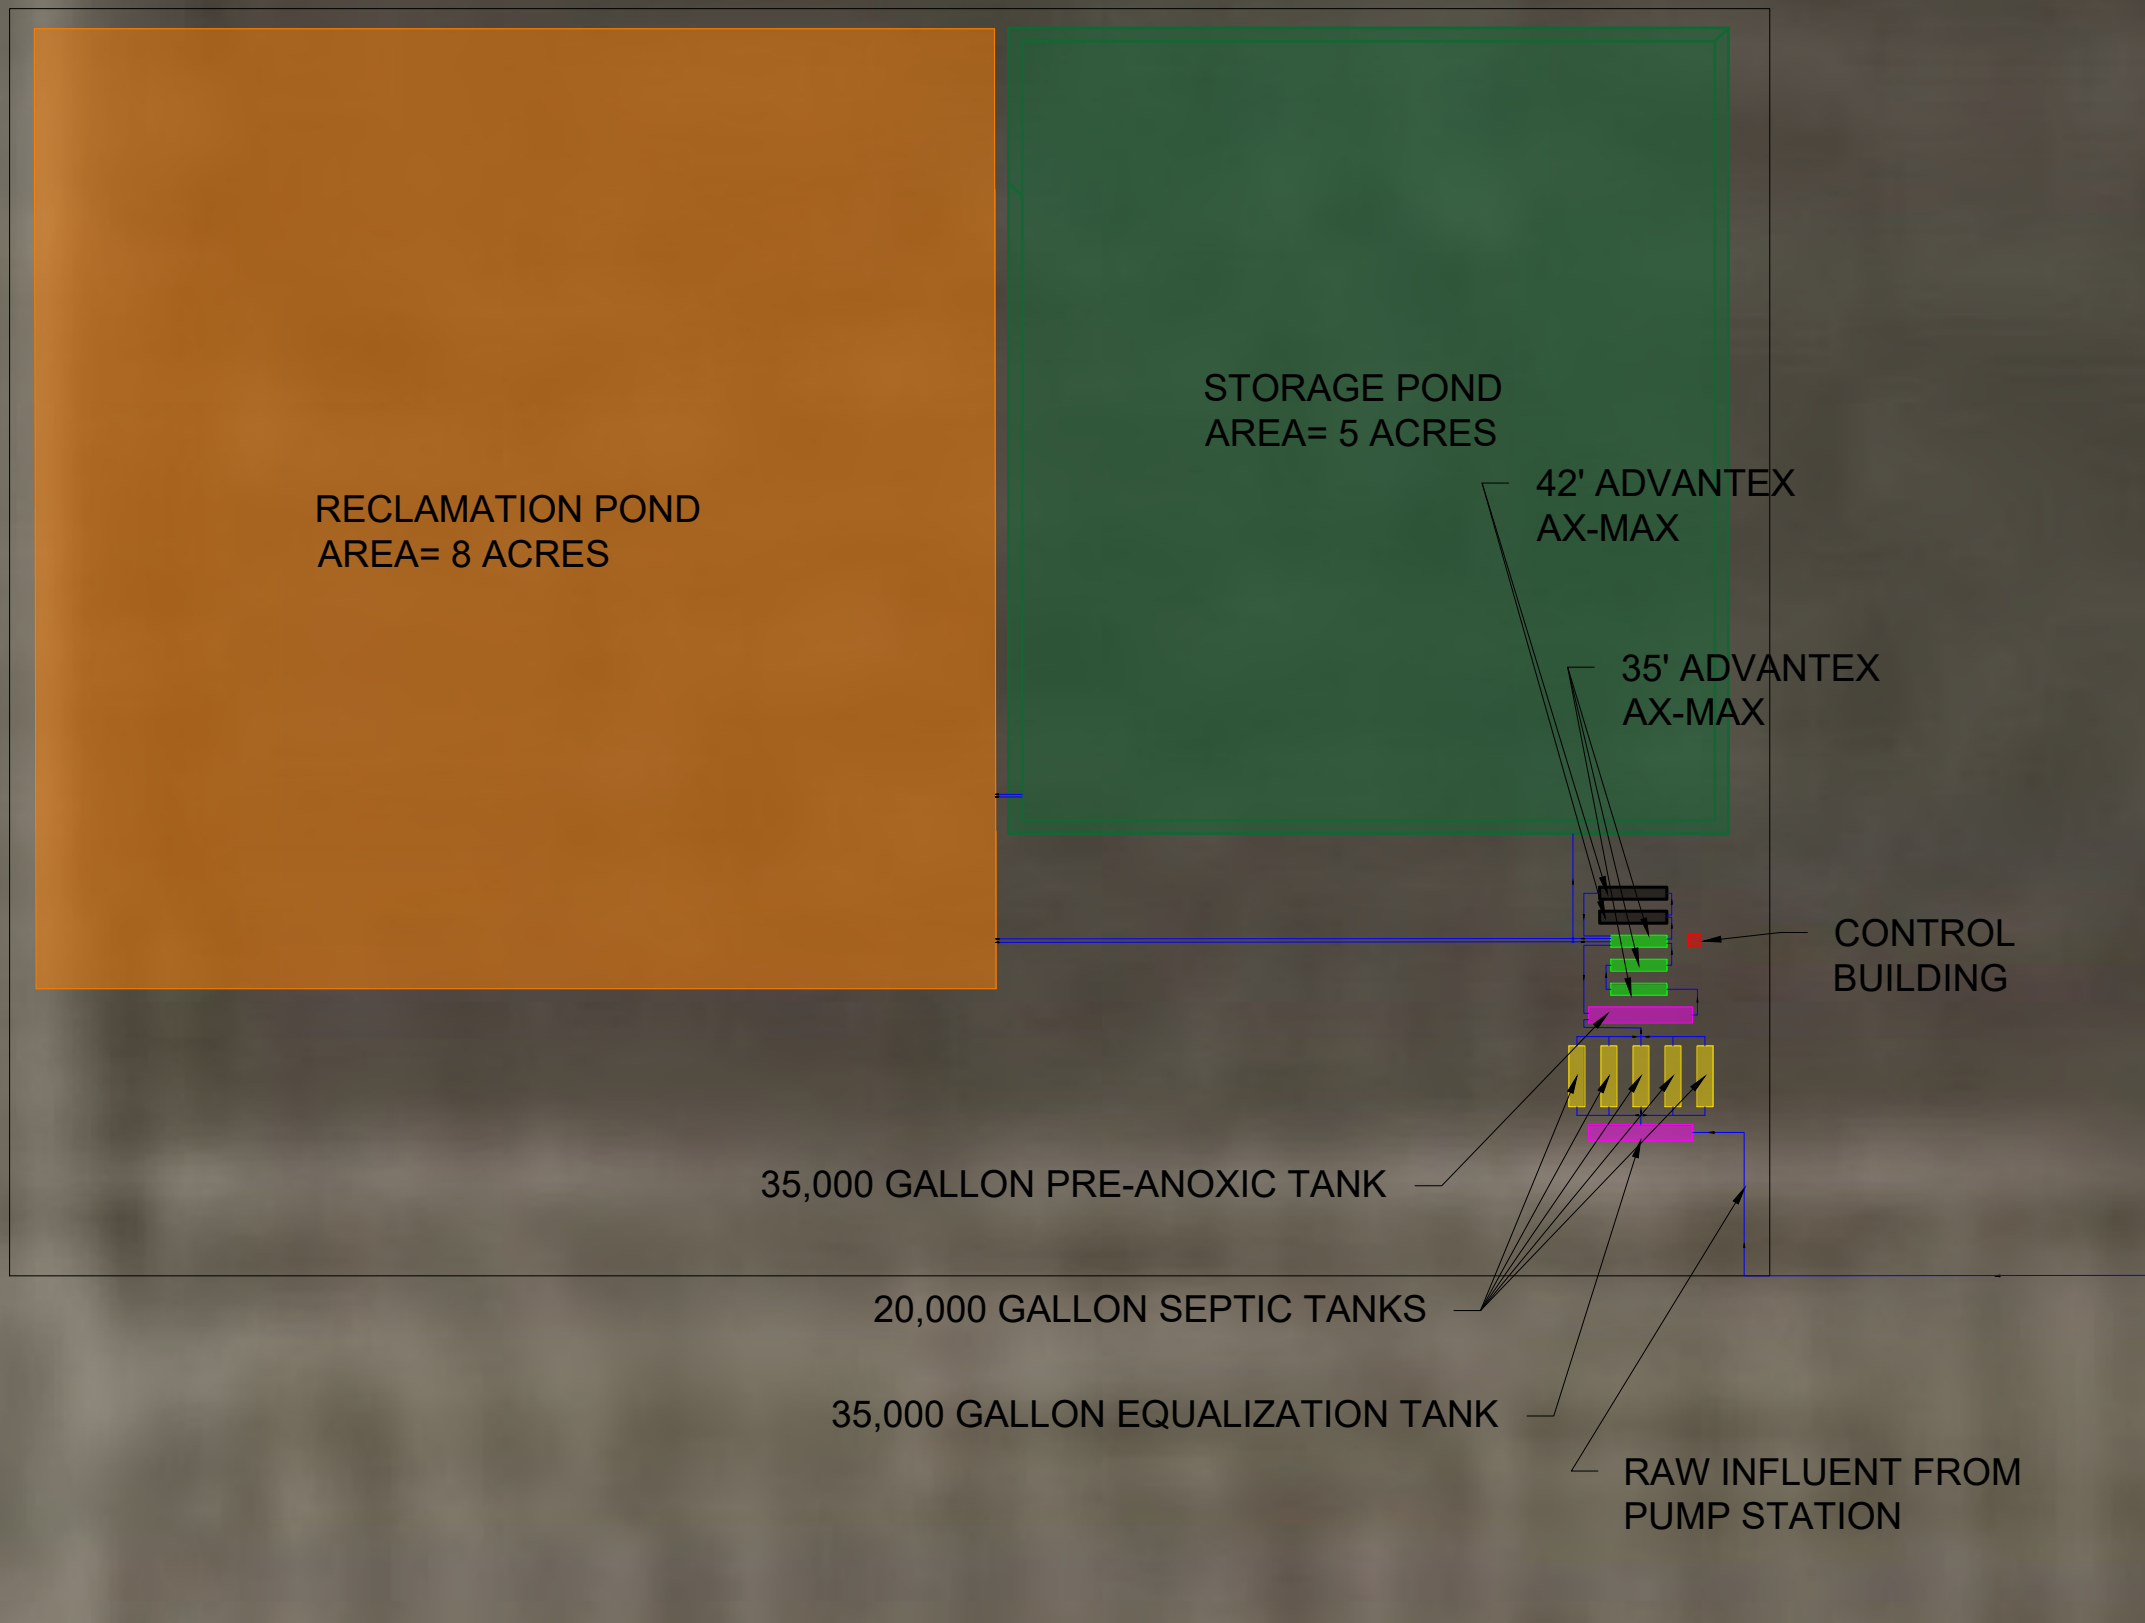 STORAGE POND
AREA= 5 ACRES
42' ADVANTEX
AX-MAX
RECLAMATION POND
AREA= 8 ACRES
35' ADVANTEX
AX-MAX
CONTROL
BUILDING
35,000 GALLON PRE-ANOXIC TANK
20,000 GALLON SEPTIC TANKS
35,000 GALLON EQUALIZATION TANK
RAW INFLUENT FROM
PUMP STATION